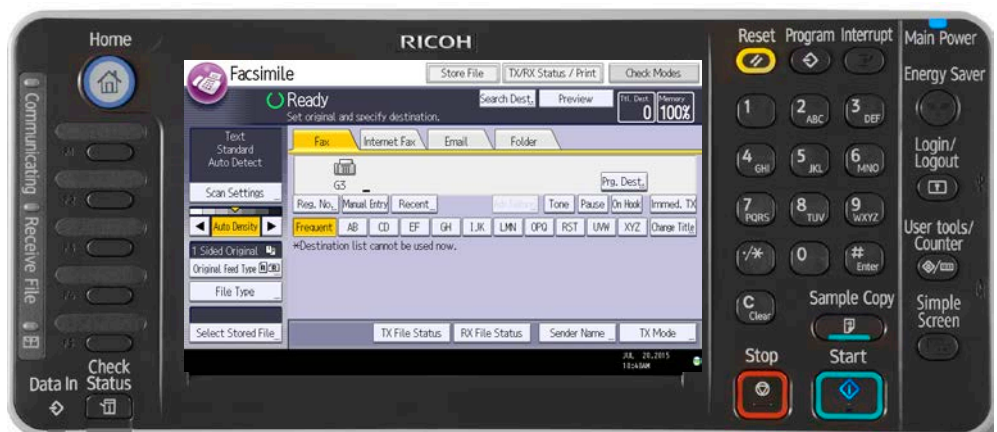 Home
RICOH
Reset Program Interrupt
Main Power
Energy Saver
Login/
Logout
User tools/
Counter
Simple
Screen
Communicating
Receive File
Facsimile
Store File
TX/RX Status / Print
Check Modes
Ready
Set original and specify destination.
Search Dest.
Preview
Ttl. Dest.
0
Memory
100%
Text
Standard
Auto Detect
Scan Settings
Auto Density
1 Sided Original
Original Feed Type
File Type
Select Stored File
Fax
Internet Fax
Email
Folder
G3
Prg. Dest.
Reg. No.
Manual Entry
Recent
Tone
Pause
On Hook
Immed. TX
Frequent
AB
CD
EF
GH
IJK
LMN
OPQ
RST
UVW
XYZ
Change Title
*Destination list cannot be used now.
TX File Status
RX File Status
Sender Name
TX Mode
JUL 20,2015
10:48AM
1
2 ABC
3 DEF
4 GHI
5 JKL
6 MNO
7 PQRS
8 TUV
9 WXYZ
·/*
0
# Enter
C Clear
Sample Copy
Stop
Start
Data In
Check
Status